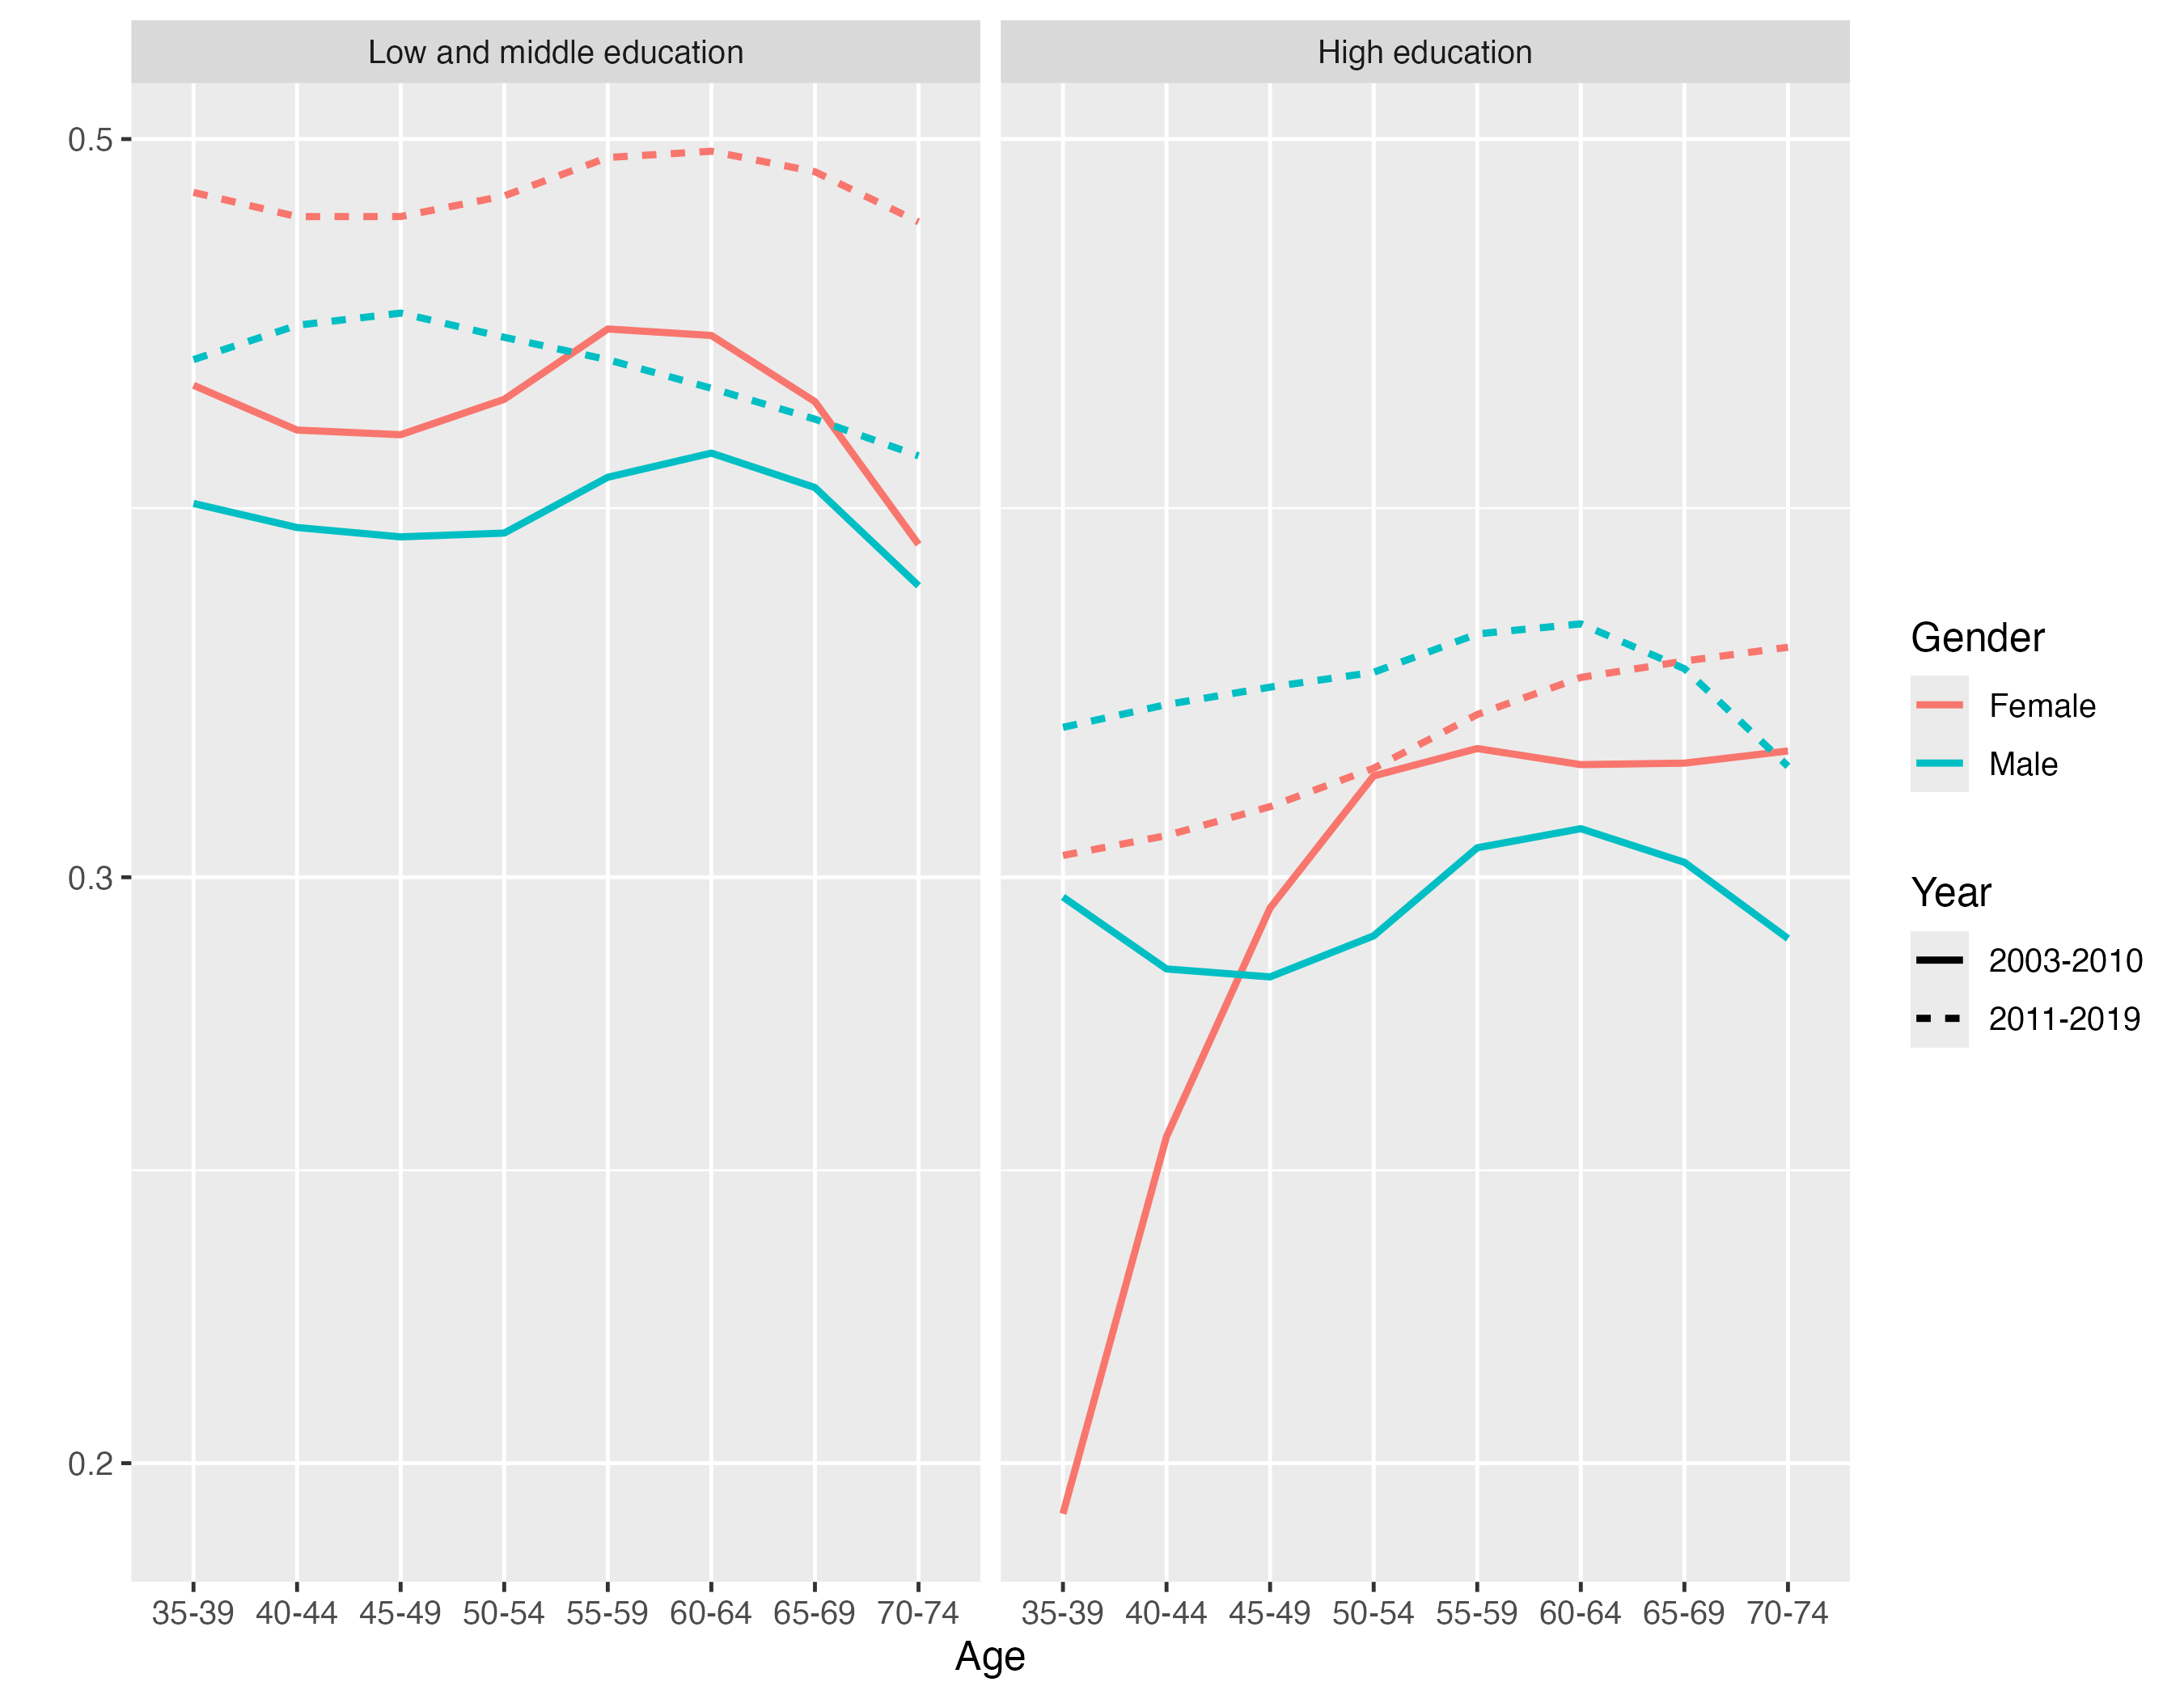 Low and middle education
High education
0.5
0.3
0.2
35-39 40-44 45-49 50-54 55-59 60-64 65-69 70-74
35-39 40-44 45-49 50-54 55-59 60-64 65-69 70-74
Age
Gender
Female
Male
Year
2003-2010
2011-2019